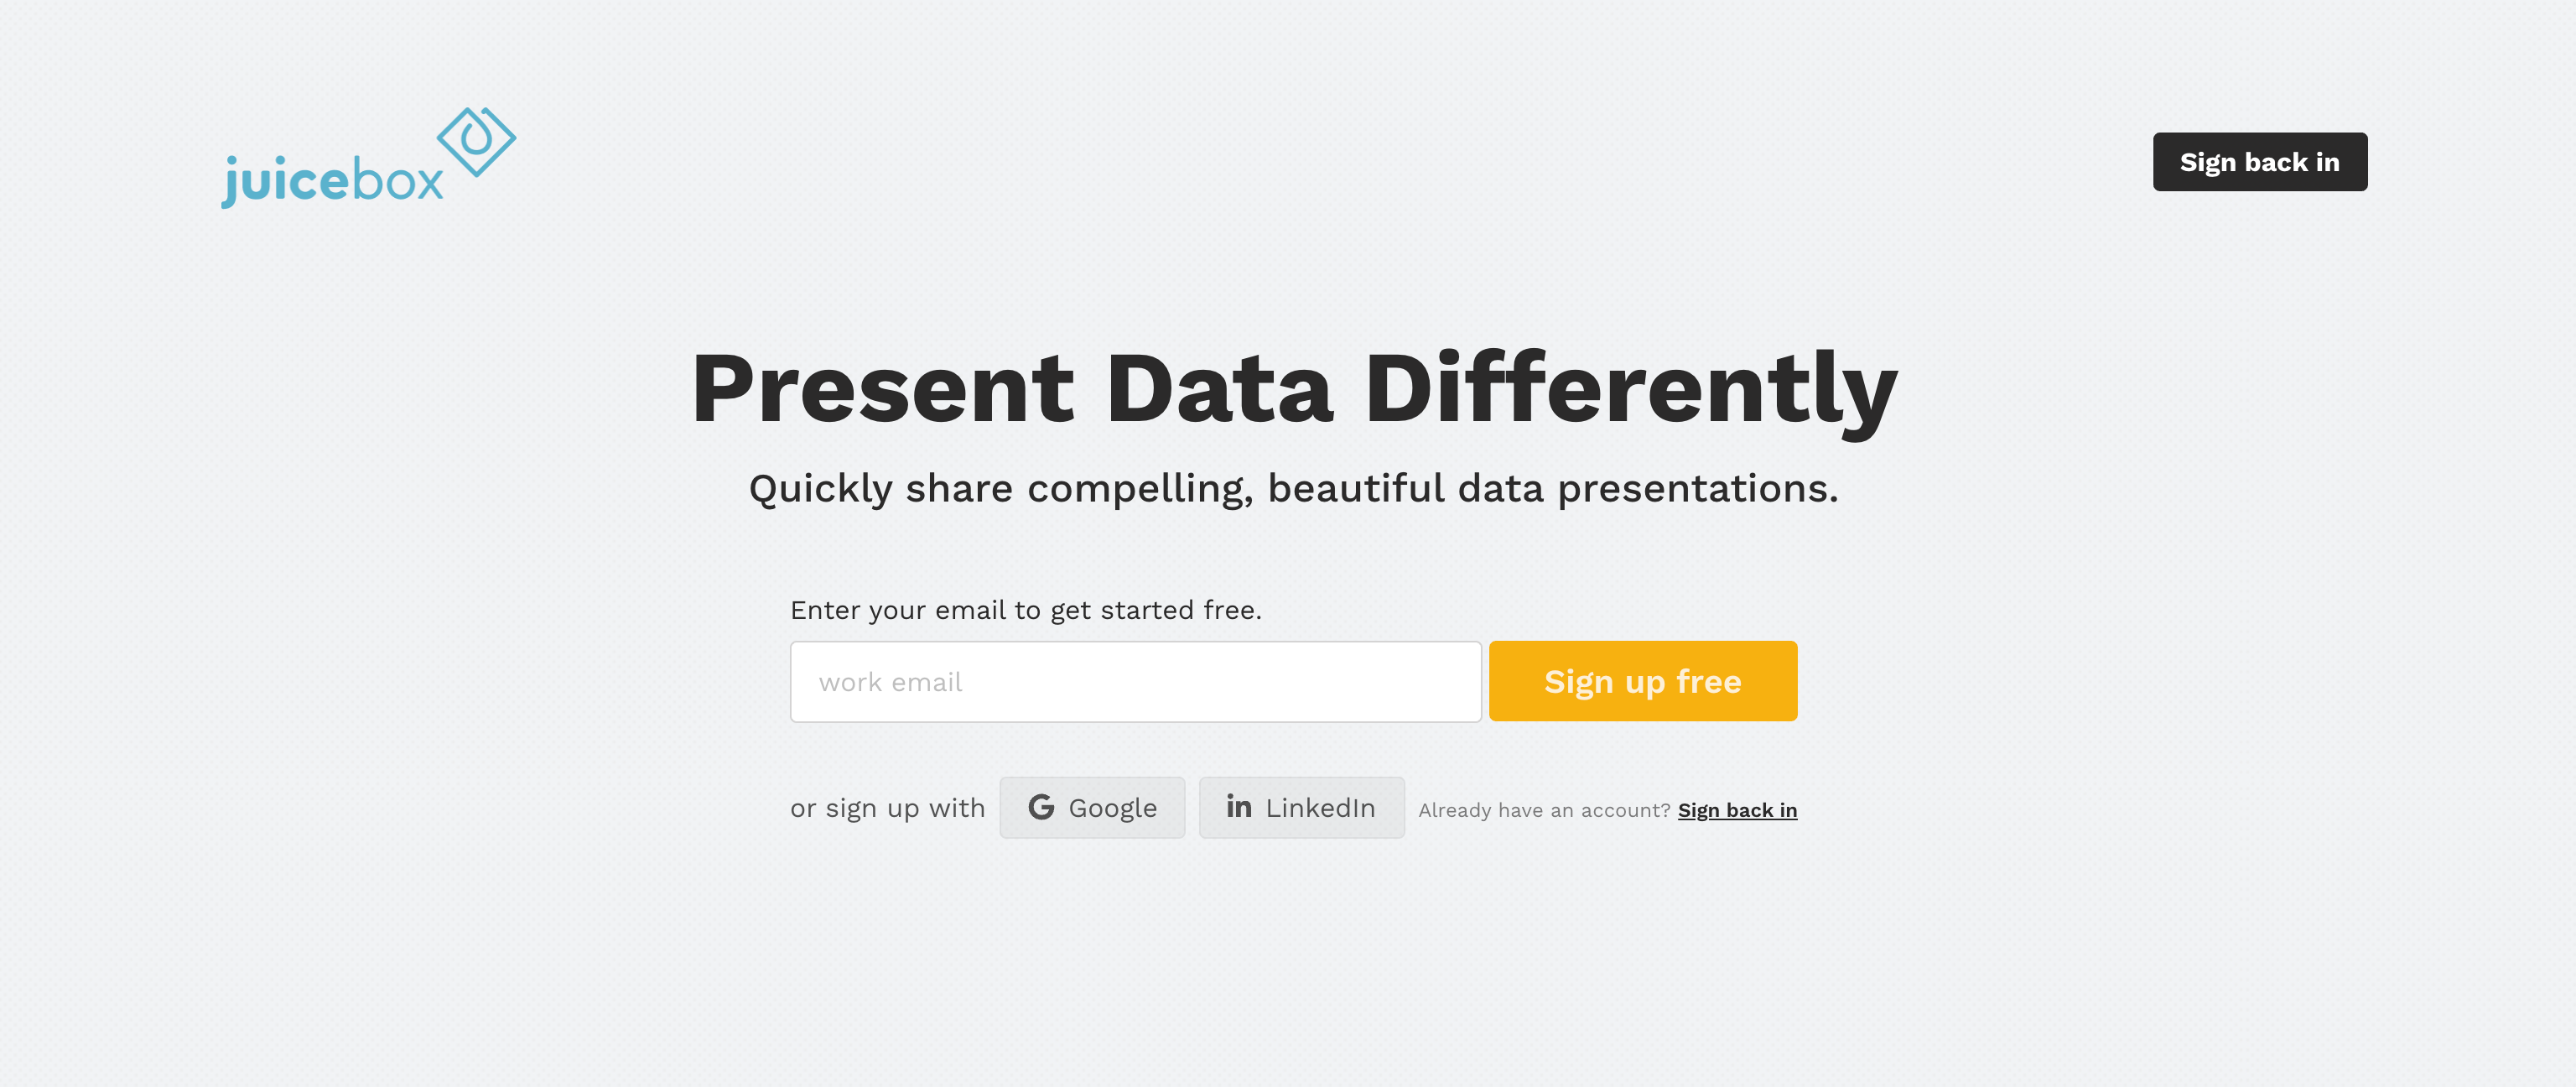 juicebox
Sign back in
Present Data Differently
Quickly share compelling, beautiful data presentations.
Enter your email to get started free.
work email
Sign up free
or sign up with
Google
in LinkedIn
Already have an account? Sign back in